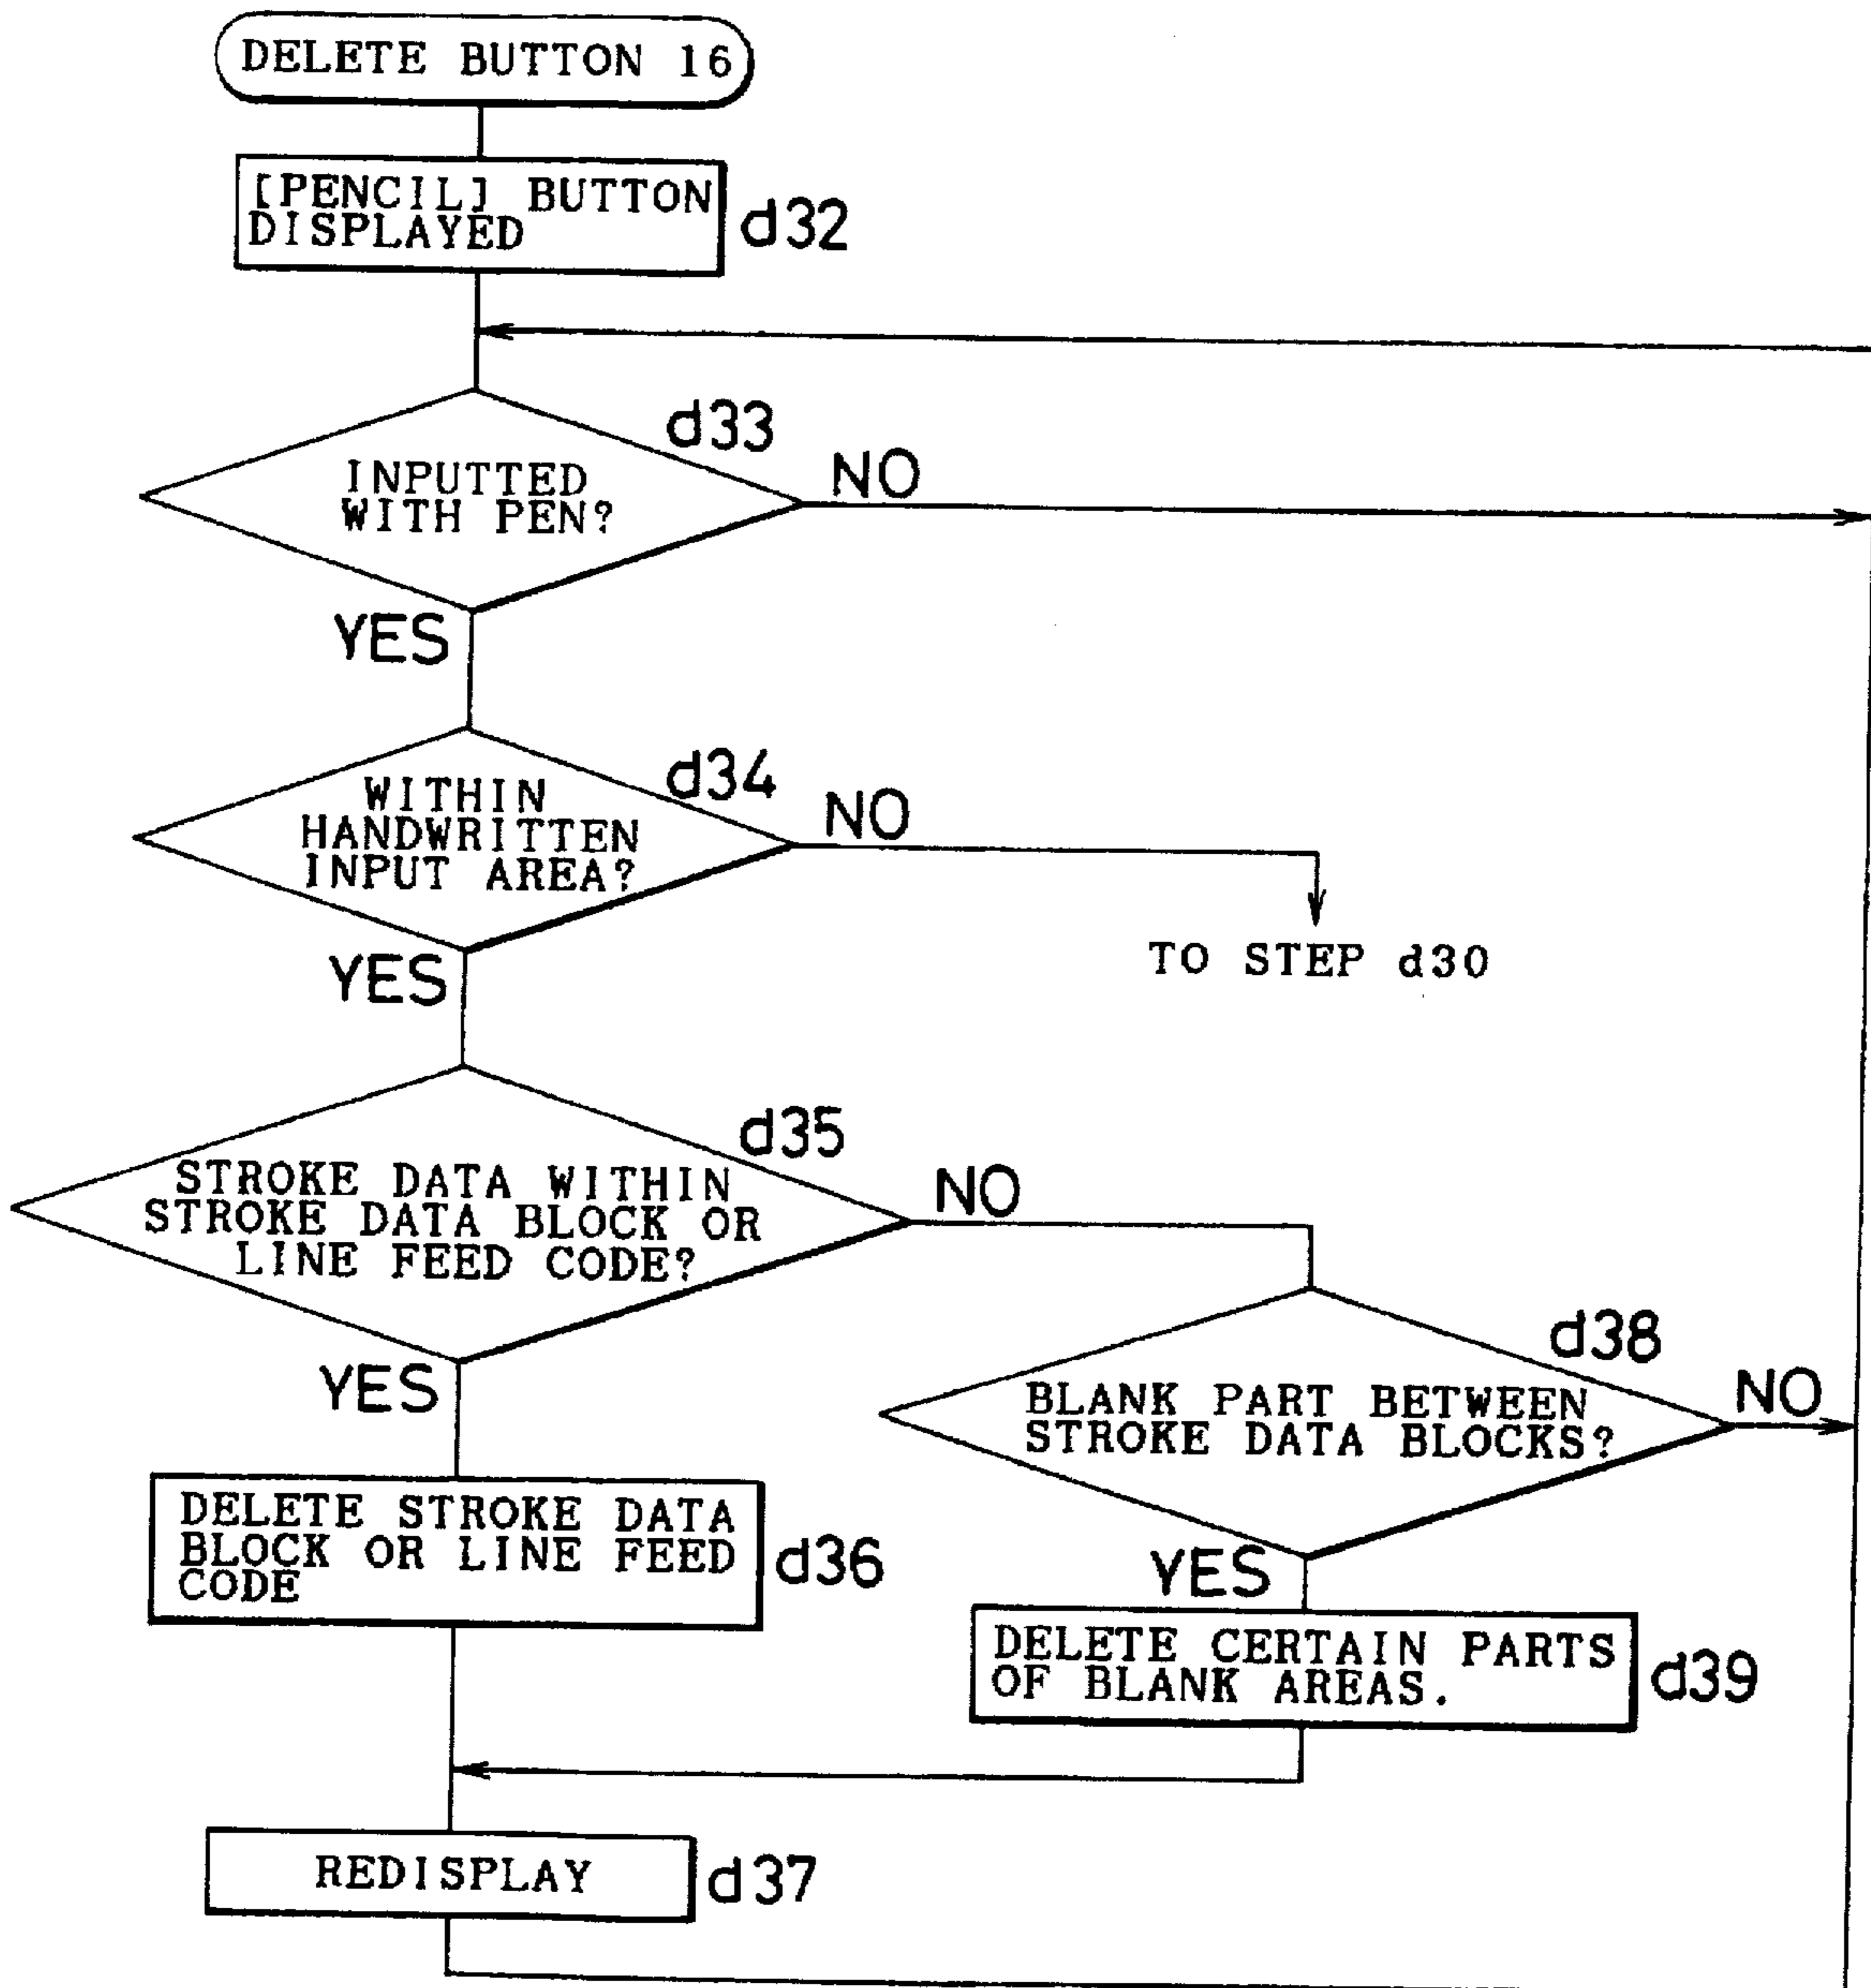 DELETE BUTTON 16
[PENCIL] BUTTON
DISPLAYED
d32
d33
INPUTTED
WITH PEN?
NO
YES
d34
WITHIN
HANDWRITTEN
INPUT AREA?
NO
TO STEP d30
YES
d35
STROKE DATA WITHIN
STROKE DATA BLOCK OR
LINE FEED CODE?
NO
YES
d38
BLANK PART BETWEEN
STROKE DATA BLOCKS?
NO
YES
DELETE STROKE DATA
BLOCK OR LINE FEED
CODE
d36
DELETE CERTAIN PARTS
OF BLANK AREAS.
d39
REDISPLAY
d37